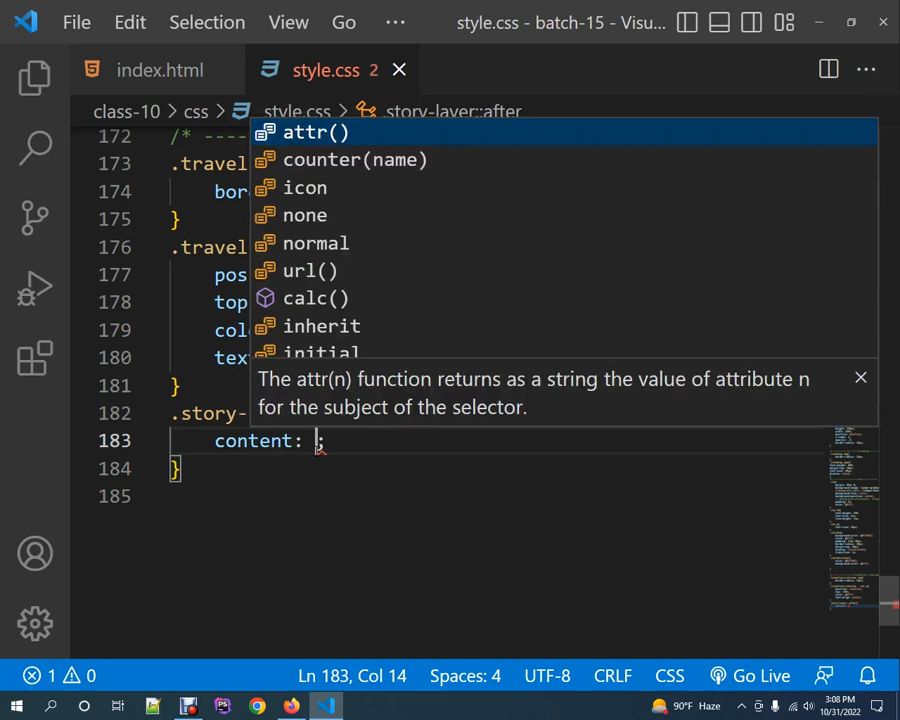 File Edit Selection View Go ··· style.css - batch-15 - Visu...
index.html style.css 2
class-10 > css > style.css > .story-layer::after
172 /* ----
173 .travel
174 bor
175 }
176 .travel
177 pos
178 top
179 col
180 tex
181 }
182 .story-
183 content: ;
184 }
185
attr()
counter(name)
icon
none
normal
url()
calc()
inherit
initial
The attr(n) function returns as a string the value of attribute n
for the subject of the selector.
1 0 Ln 183, Col 14 Spaces: 4 UTF-8 CRLF CSS Go Live
90°F Haze 3:08 PM
10/31/2022